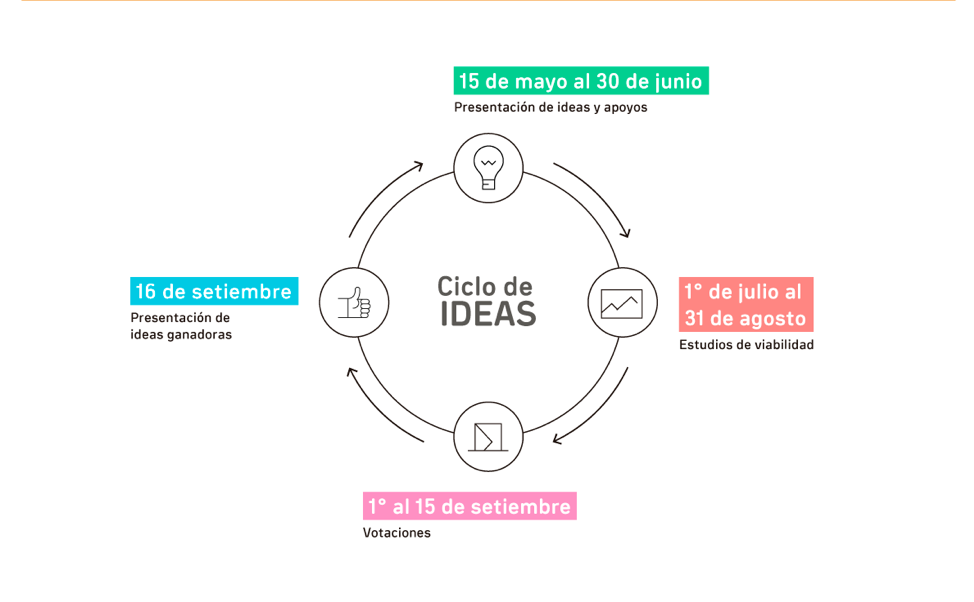 15 de mayo al 30 de junio
Presentación de ideas y apoyos
Ciclo de
IDEAS
1° de julio al
31 de agosto
Estudios de viabilidad
16 de setiembre
Presentación de
ideas ganadoras
1° al 15 de setiembre
Votaciones